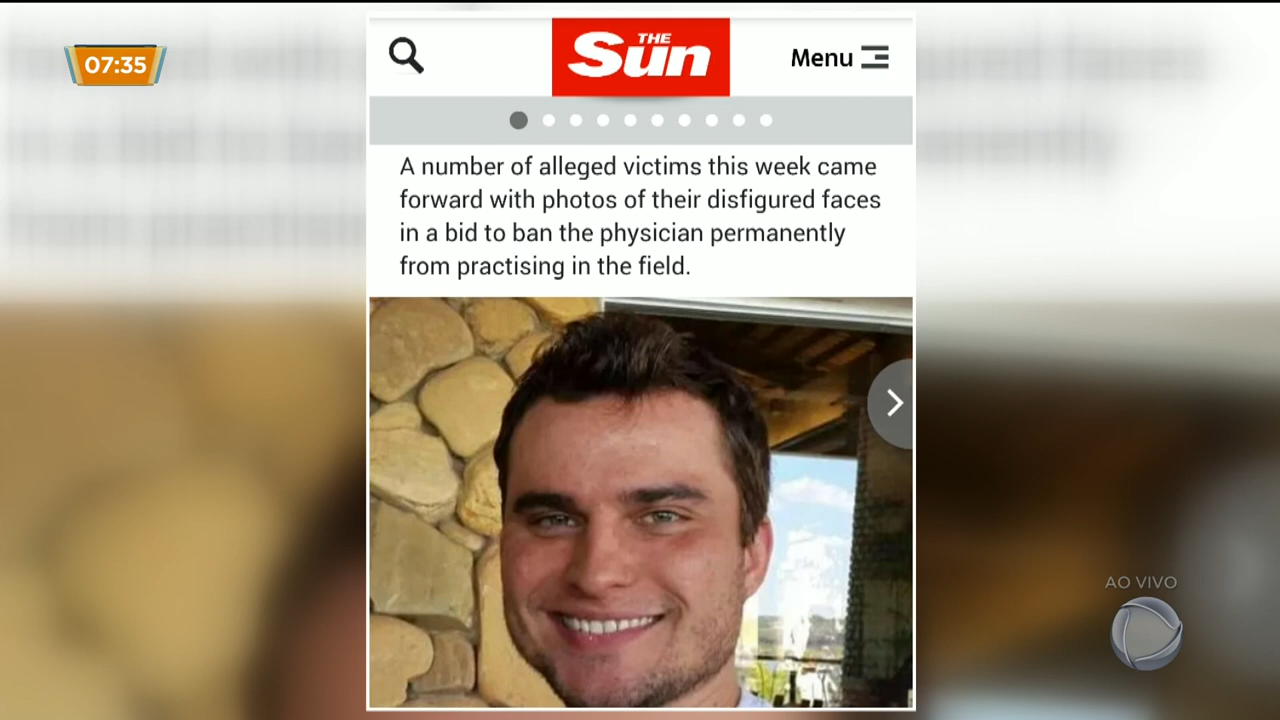 07:35
THE
Sun
Menu
A number of alleged victims this week came
forward with photos of their disfigured faces
in a bid to ban the physician permanently
from practising in the field.
AO VIVO